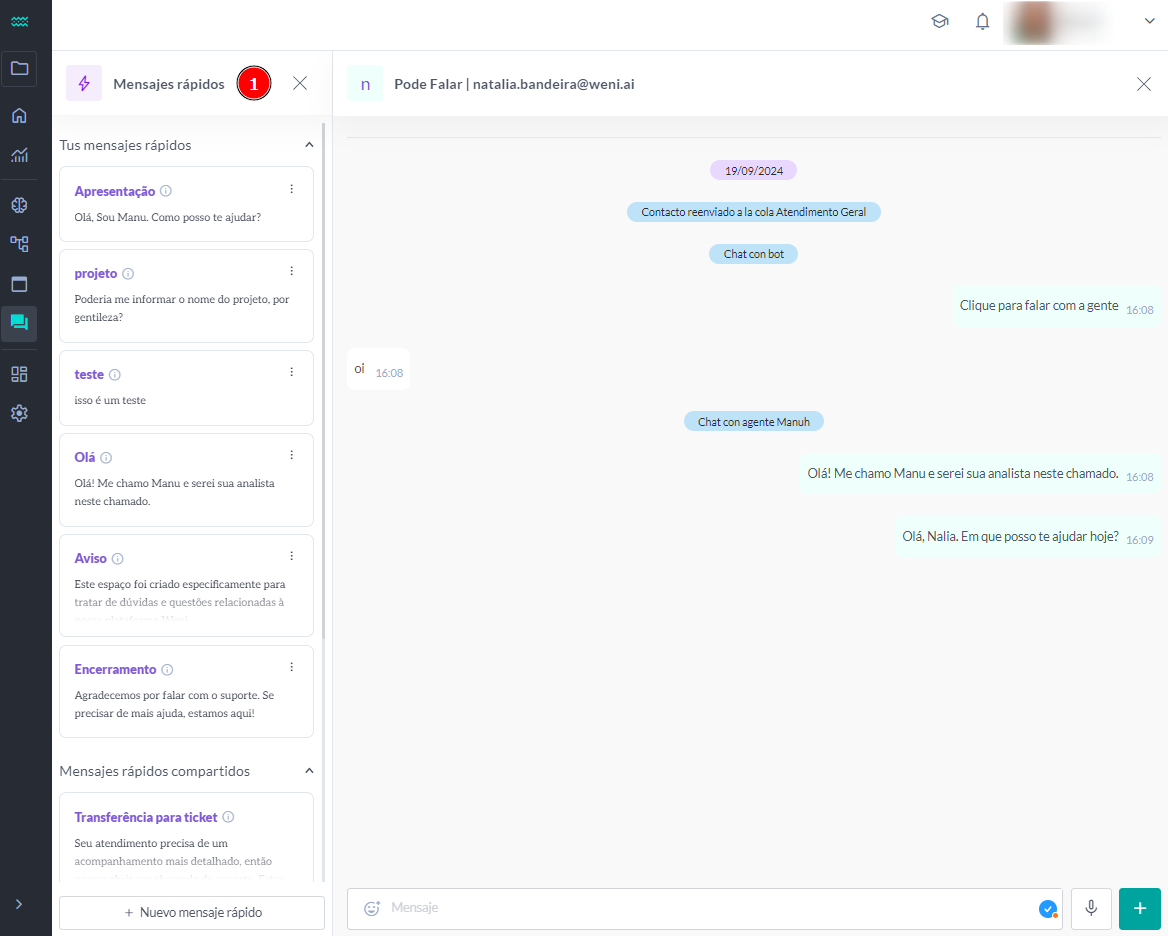 Mensajes rápidos
1
Tus mensajes rápidos
Apresentação
Olá, Sou Manu. Como posso te ajudar?
projeto
Poderia me informar o nome do projeto, por
gentileza?
teste
isso é um teste
Olá
Olá! Me chamo Manu e serei sua analista
neste chamado.
Aviso
Este espaço foi criado especificamente para
tratar de dúvidas e questões relacionadas à
Encerramento
Agradecemos por falar com o suporte. Se
precisar de mais ajuda, estamos aqui!
Mensajes rápidos compartidos
Transferência para ticket
Seu atendimento precisa de um
acompanhamento mais detalhado, então
+ Nuevo mensaje rápido
n
Pode Falar | natalia.bandeira@weni.ai
19/09/2024
Contacto reenviado a la cola Atendimento Geral
Chat con bot
Clique para falar com a gente 16:08
oi 16:08
Chat con agente Manuh
Olá! Me chamo Manu e serei sua analista neste chamado. 16:08
Olá, Nalia. Em que posso te ajudar hoje? 16:09
Mensaje